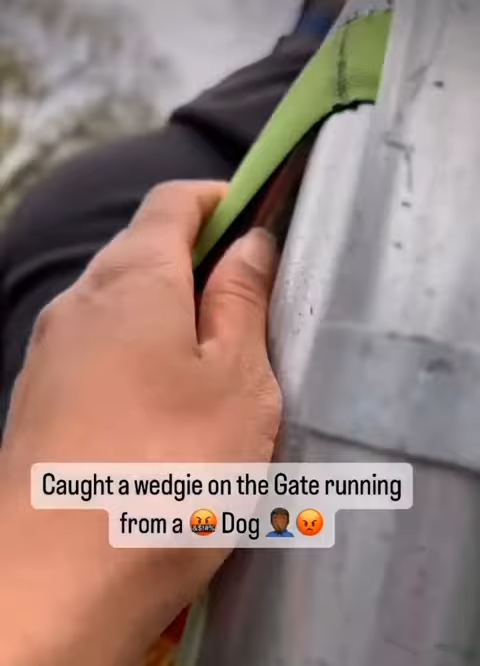 Caught a wedgie on the Gate running
from a 🤬 Dog 🤦🏾‍♂️😡